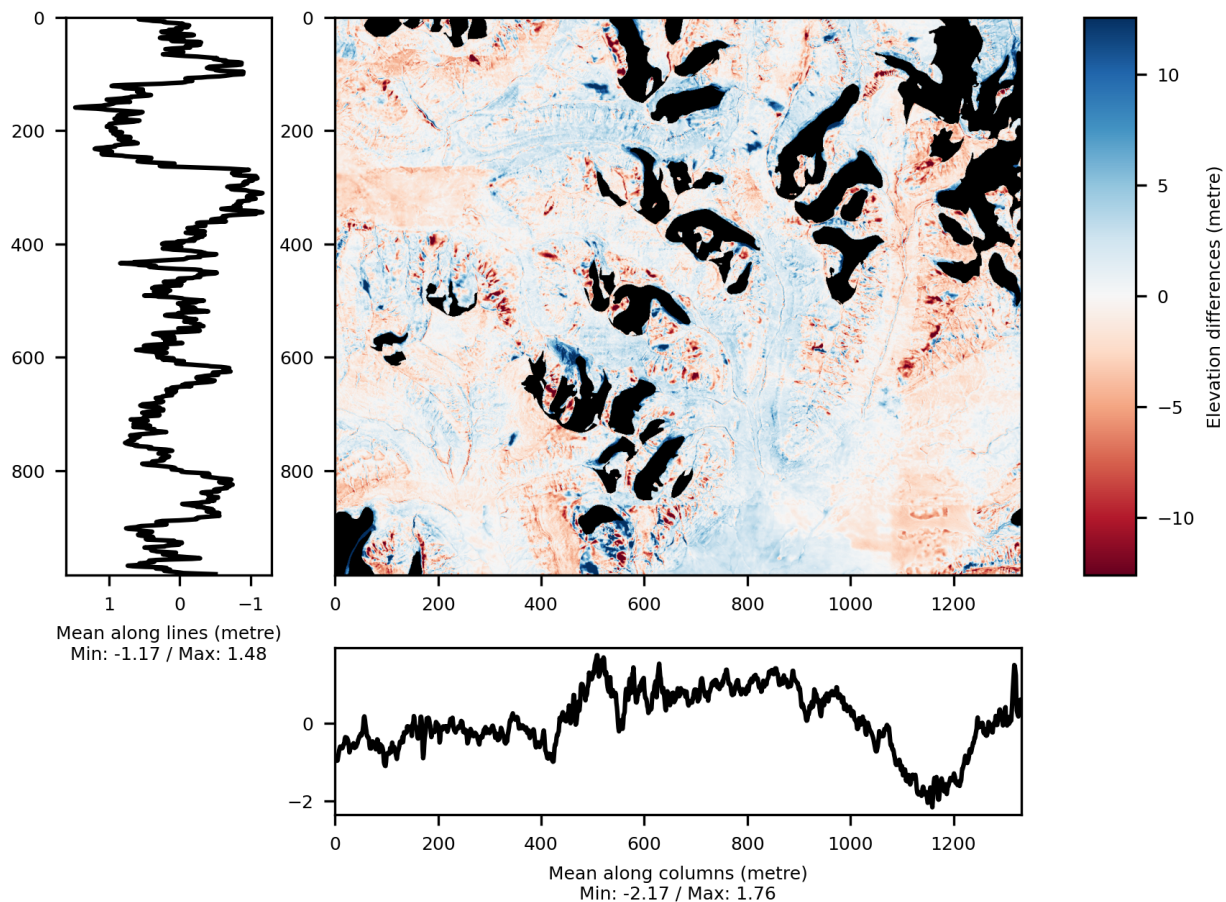 0
200
400
600
800
1 0 −1
Mean along lines (metre)
Min: -1.17 / Max: 1.48
0
200
400
600
800
0 200 400 600 800 1000 1200
10
5
0
−5
−10
Elevation differences (metre)
0
−2
0 200 400 600 800 1000 1200
Mean along columns (metre)
Min: -2.17 / Max: 1.76